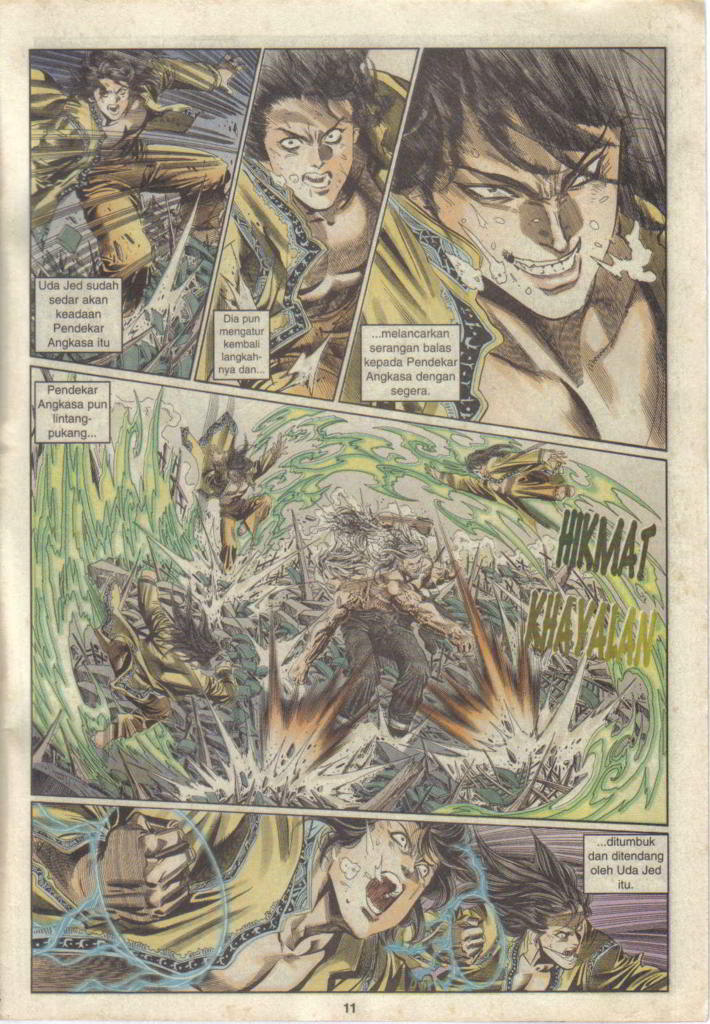 Uda Jed sudah
sedar akan
keadaan
Pendekar
Angkasa itu
Dia pun
mengatur
kembali
langkah-
nya dan...
...melancarkan
serangan balas
kepada Pendekar
Angkasa dengan
segera.
Pendekar
Angkasa pun
lintang-
pukang...
HIKMAT
KHAYALAN
...ditumbuk
dan ditendang
oleh Uda Jed
itu.
11